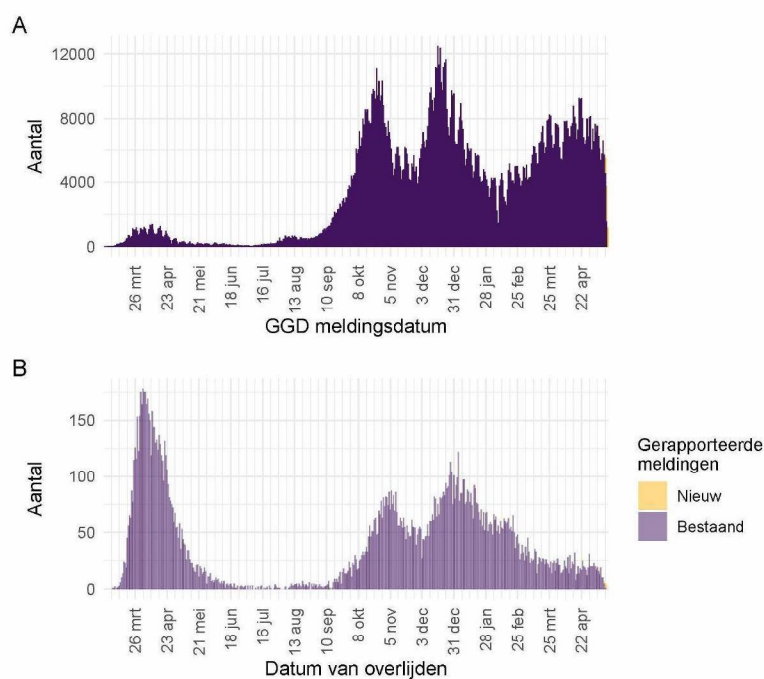 A
12000
8000
4000
0
Aantal
26 mrt
23 apr
21 mei
18 jun
16 jul
13 aug
10 sep
8 okt
5 nov
3 dec
31 dec
28 jan
25 feb
25 mrt
22 apr
GGD meldingsdatum
B
150
100
50
0
Aantal
26 mrt
23 apr
21 mei
18 jun
16 jul
13 aug
10 sep
8 okt
5 nov
3 dec
31 dec
28 jan
25 feb
25 mrt
22 apr
Datum van overlijden
Gerapporteerde
meldingen
Nieuw
Bestaand